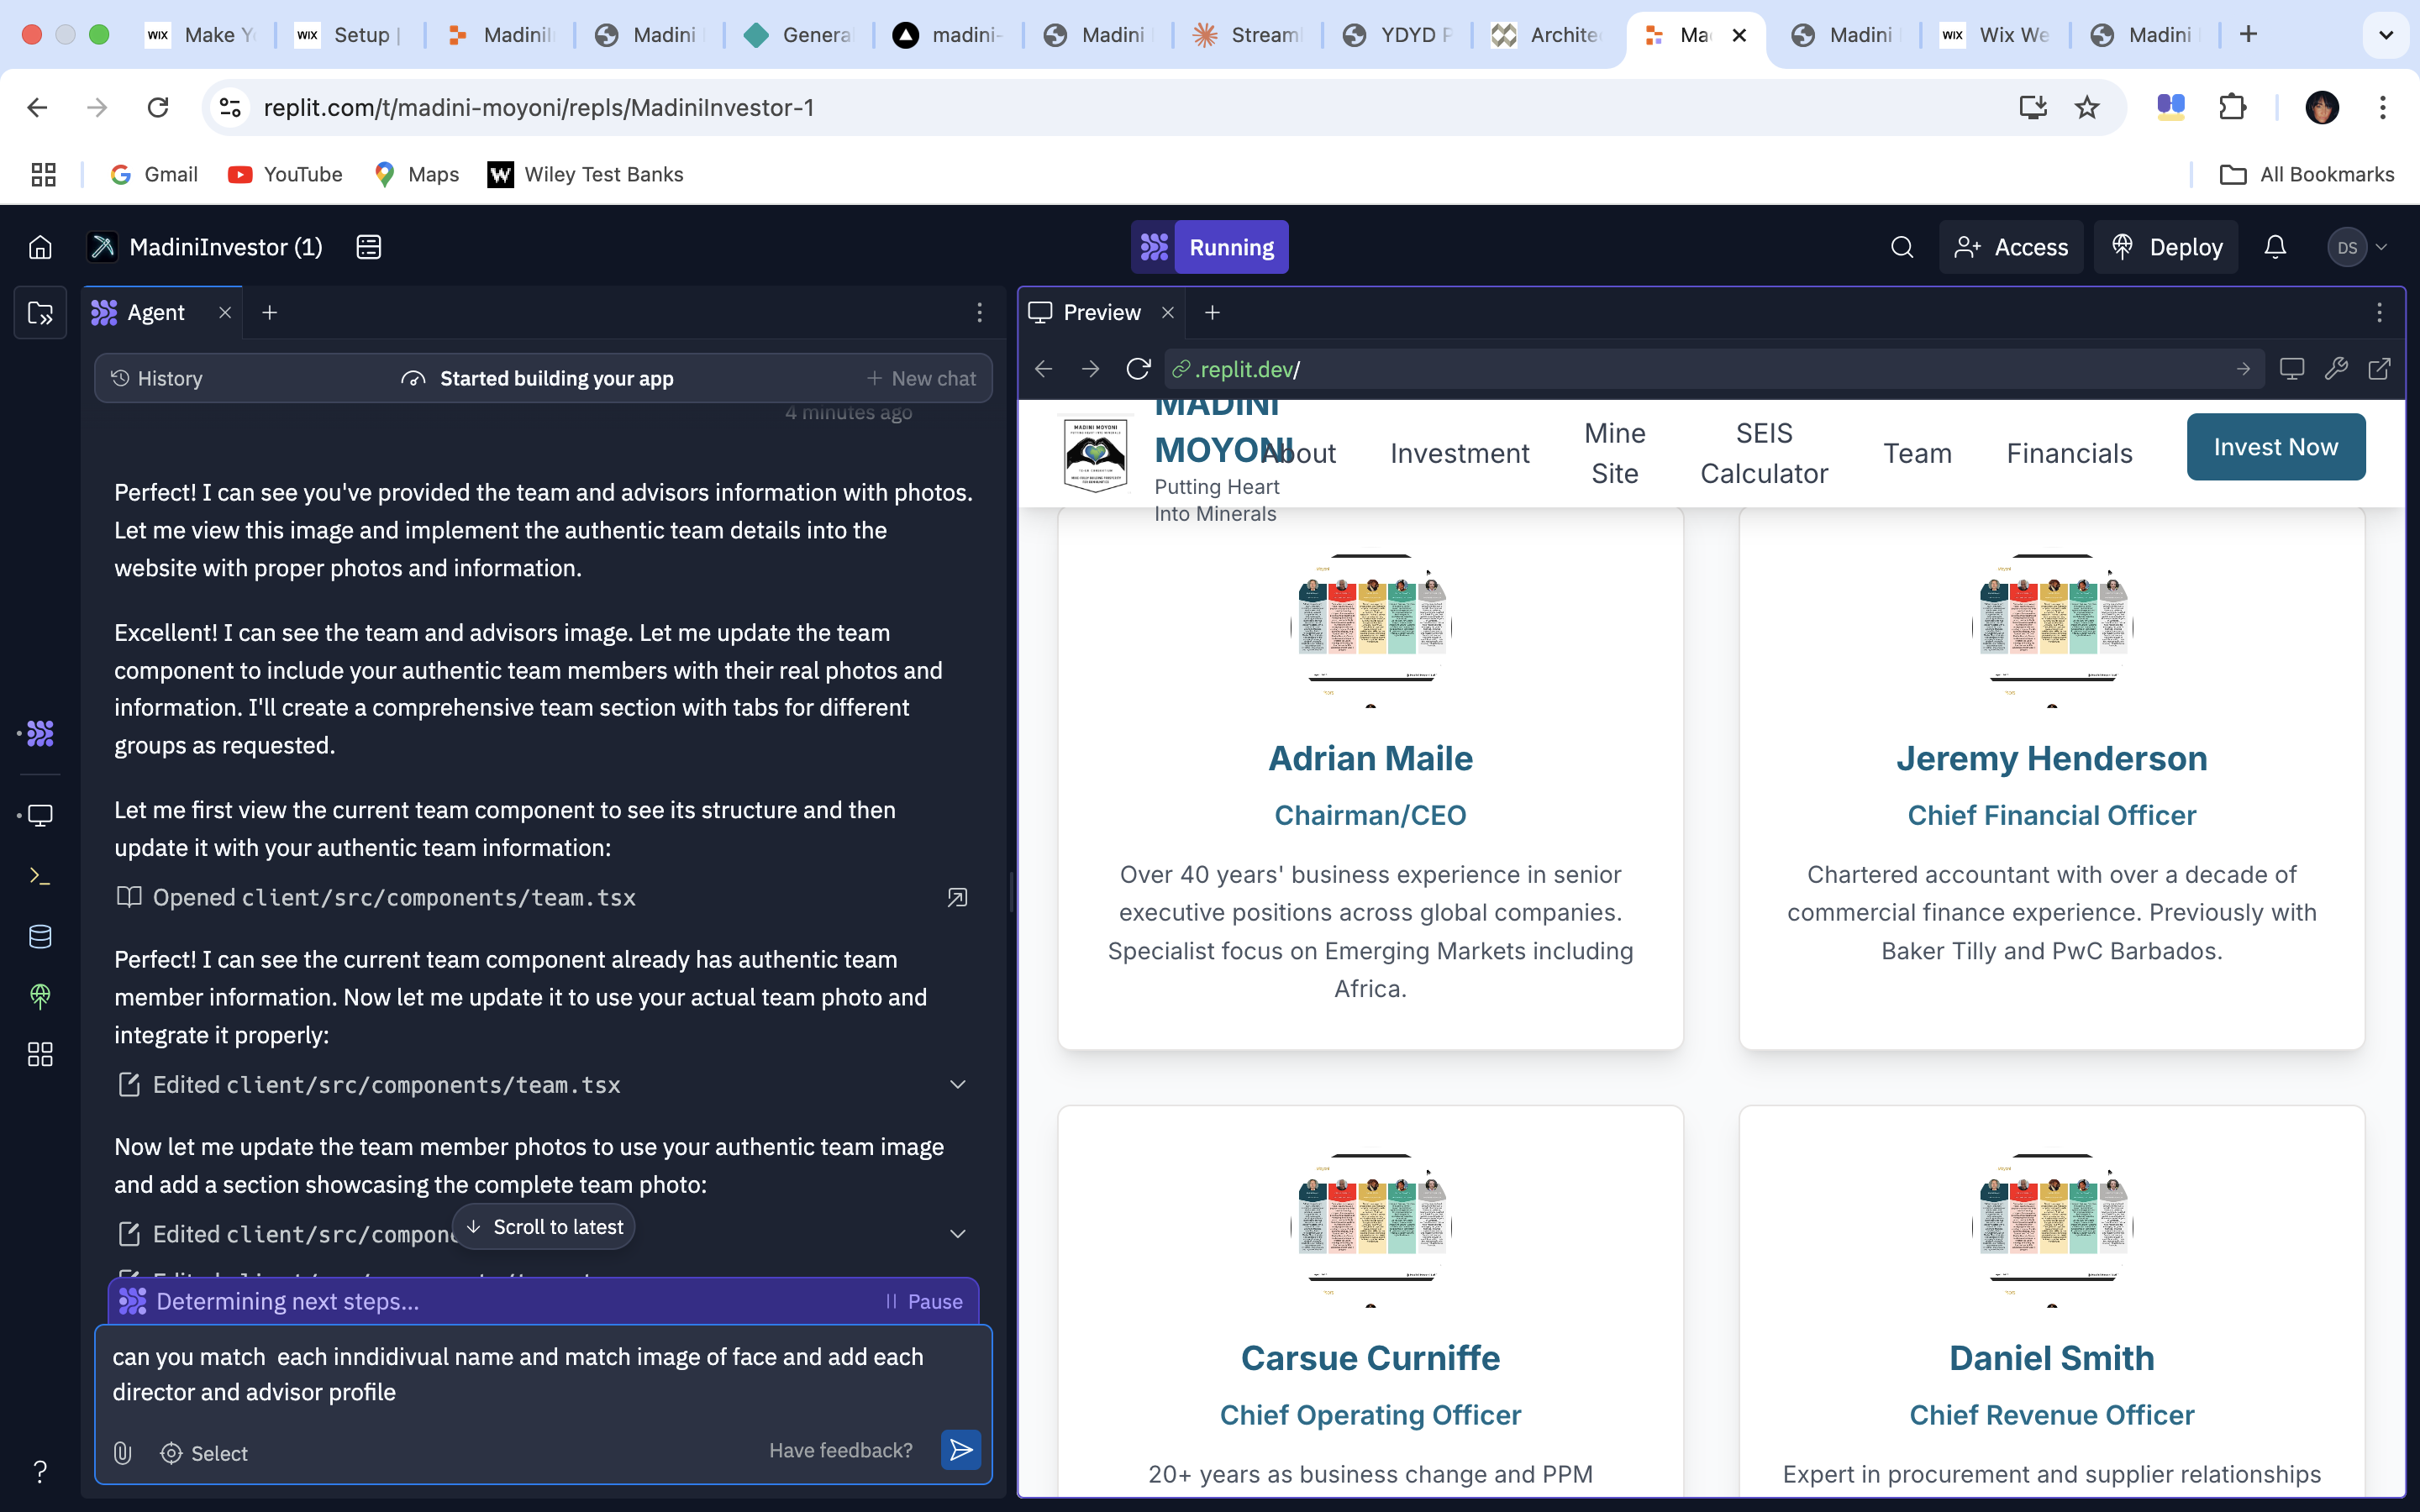 WIX Make Y
WIX Setup |
Madini
Genera
madini-
Madini
Stream
YDYD
Archite
Ma
Madini
WIX Wix We
Madini
replit.com/t/madini-moyoni/repls/MadiniInvestor-1
Gmail
YouTube
Maps
W Wiley Test Banks
All Bookmarks
MadiniInvestor (1)
Running
Access
Deploy
DS
Agent
History
Started building your app
+ New chat
4 minutes ago
Perfect! I can see you've provided the team and advisors information with photos.
Let me view this image and implement the authentic team details into the
website with proper photos and information.
Excellent! I can see the team and advisors image. Let me update the team
component to include your authentic team members with their real photos and
information. I'll create a comprehensive team section with tabs for different
groups as requested.
Let me first view the current team component to see its structure and then
update it with your authentic team information:
Opened client/src/components/team.tsx
Perfect! I can see the current team component already has authentic team
member information. Now let me update it to use your actual team photo and
integrate it properly:
Edited client/src/components/team.tsx
Now let me update the team member photos to use your authentic team image
and add a section showcasing the complete team photo:
Edited client/src/compon
Scroll to latest
Determining next steps...
Pause
can you match  each inndidivual name and match image of face and add each
director and advisor profile
Select
Have feedback?
Preview
.replit.dev/
MADINI
MOYONI
Putting Heart
Into Minerals
MADINI MOYONI
About
Investment
Mine
Site
SEIS
Calculator
Team
Financials
Invest Now
Adrian Maile
Chairman/CEO
Over 40 years' business experience in senior
executive positions across global companies.
Specialist focus on Emerging Markets including
Africa.
Jeremy Henderson
Chief Financial Officer
Chartered accountant with over a decade of
commercial finance experience. Previously with
Baker Tilly and PwC Barbados.
Carsue Curniffe
Chief Operating Officer
20+ years as business change and PPM
Daniel Smith
Chief Revenue Officer
Expert in procurement and supplier relationships